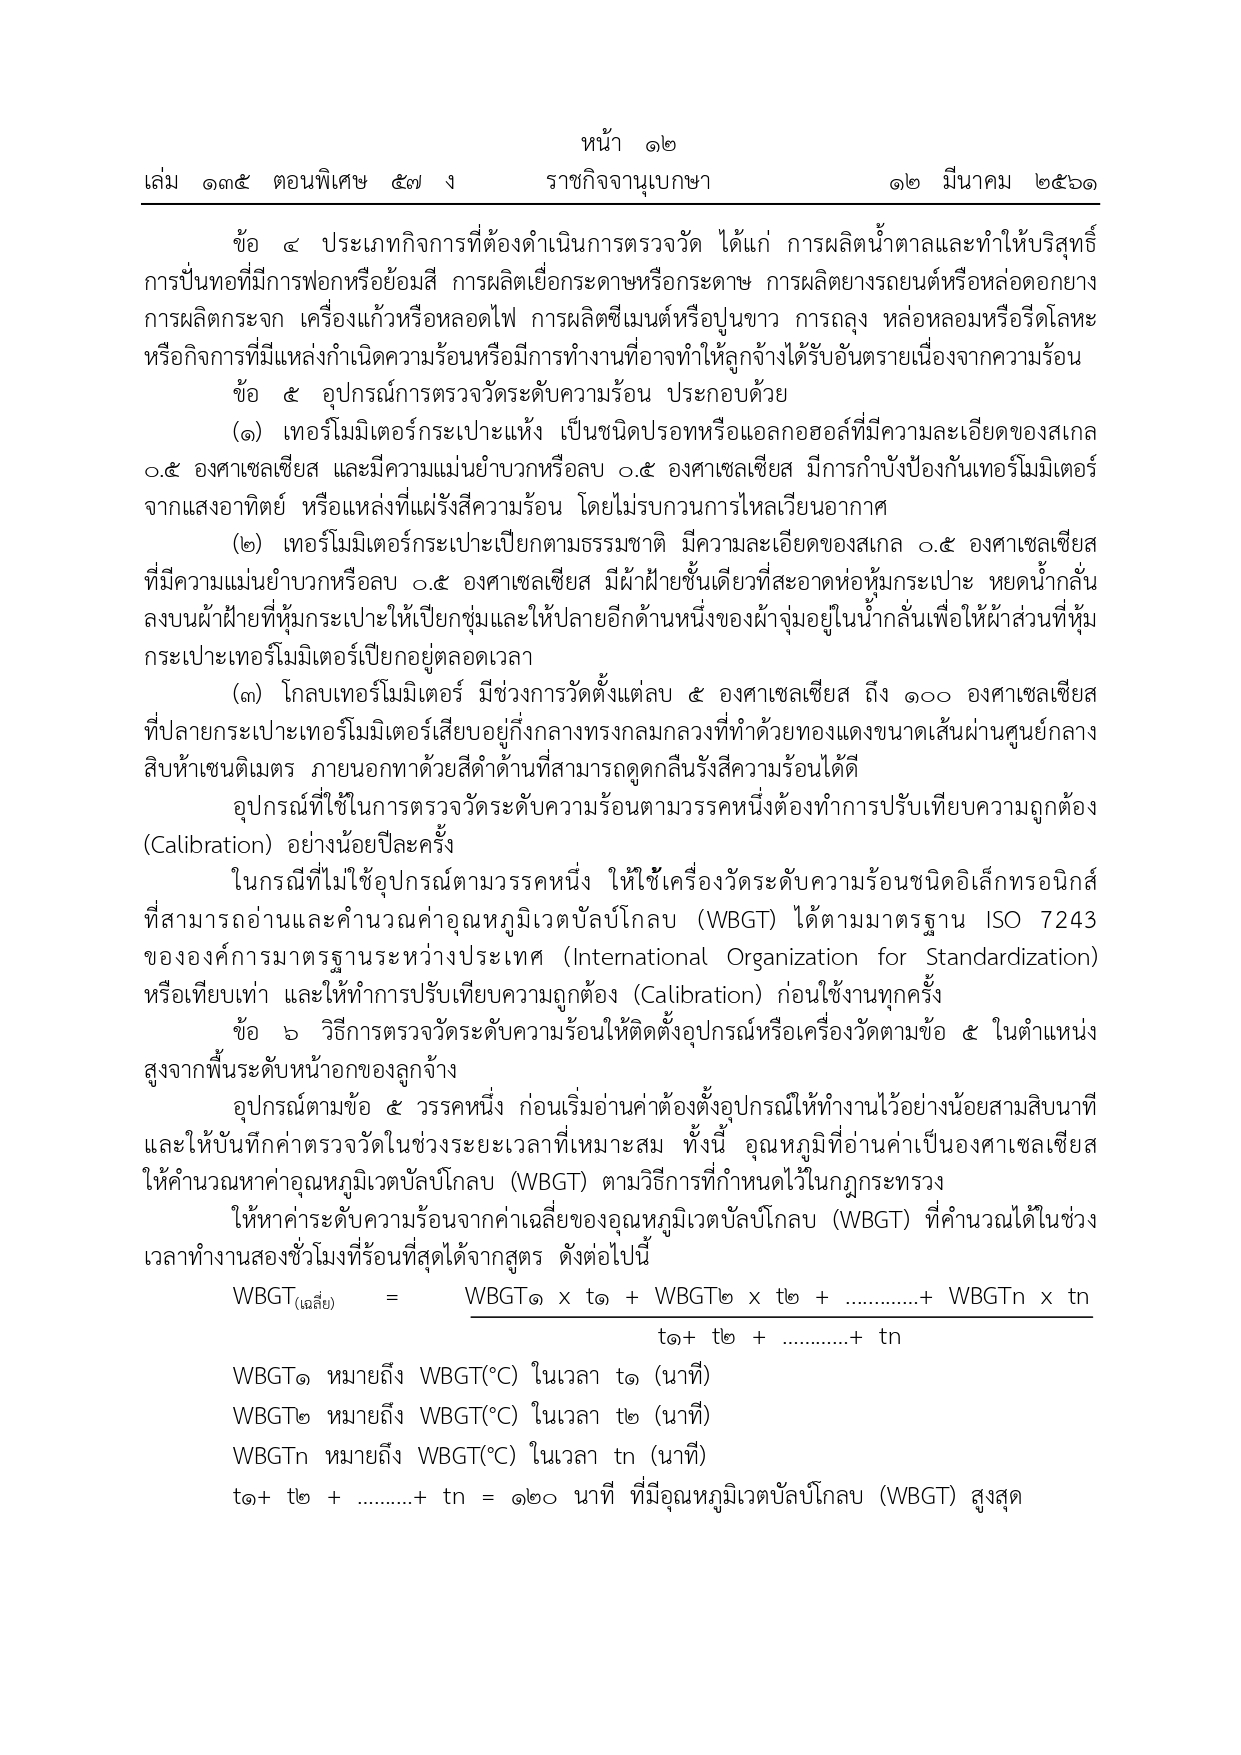 หน้า ๑๒
เล่ม ๑๓๕ ตอนพิเศษ ๕๗ ง ราชกิจจานุเบกษา ๑๒ มีนาคม ๒๕๖๑
ข้อ ๔ ประเภทกิจการที่ต้องดำเนินการตรวจวัด ได้แก่ การผลิตน้ำตาลและทำให้บริสุทธิ์
การปั่นทอที่มีการฟอกหรือย้อมสี การผลิตเยื่อกระดาษหรือกระดาษ การผลิตยางรถยนต์หรือหล่อดอกยาง
การผลิตกระจก เครื่องแก้วหรือหลอดไฟ การผลิตซีเมนต์หรือปูนขาว การถลุง หล่อหลอมหรือรีดโลหะ
หรือกิจการที่มีแหล่งกำเนิดความร้อนหรือมีการทำงานที่อาจทำให้ลูกจ้างได้รับอันตรายเนื่องจากความร้อน
ข้อ ๕ อุปกรณ์การตรวจวัดระดับความร้อน ประกอบด้วย
(๑) เทอร์โมมิเตอร์กระเปาะแห้ง เป็นชนิดปรอทหรือแอลกอฮอล์ที่มีความละเอียดของสเกล
๐.๕ องศาเซลเซียส และมีความแม่นยำบวกหรือลบ ๐.๕ องศาเซลเซียส มีการกำบังป้องกันเทอร์โมมิเตอร์
จากแสงอาทิตย์ หรือแหล่งที่แผ่รังสีความร้อน โดยไม่รบกวนการไหลเวียนอากาศ
(๒) เทอร์โมมิเตอร์กระเปาะเปียกตามธรรมชาติ มีความละเอียดของสเกล ๐.๕ องศาเซลเซียส
ที่มีความแม่นยำบวกหรือลบ ๐.๕ องศาเซลเซียส มีผ้าฝ้ายชั้นเดียวที่สะอาดห่อหุ้มกระเปาะ หยดน้ำกลั่น
ลงบนผ้าฝ้ายที่หุ้มกระเปาะให้เปียกชุ่มและให้ปลายอีกด้านหนึ่งของผ้าจุ่มอยู่ในน้ำกลั่นเพื่อให้ผ้าส่วนที่หุ้ม
กระเปาะเทอร์โมมิเตอร์เปียกอยู่ตลอดเวลา
(๓) โกลบเทอร์โมมิเตอร์ มีช่วงการวัดตั้งแต่ลบ ๕ องศาเซลเซียส ถึง ๑๐๐ องศาเซลเซียส
ที่ปลายกระเปาะเทอร์โมมิเตอร์เสียบอยู่กึ่งกลางทรงกลมกลวงที่ทำด้วยทองแดงขนาดเส้นผ่านศูนย์กลาง
สิบห้าเซนติเมตร ภายนอกทาด้วยสีดำด้านที่สามารถดูดกลืนรังสีความร้อนได้ดี
อุปกรณ์ที่ใช้ในการตรวจวัดระดับความร้อนตามวรรคหนึ่งต้องทำการปรับเทียบความถูกต้อง
(Calibration) อย่างน้อยปีละครั้ง
ในกรณีที่ไม่ใช้อุปกรณ์ตามวรรคหนึ่ง ให้ใช้เครื่องวัดระดับความร้อนชนิดอิเล็กทรอนิกส์
ที่สามารถอ่านและคำนวณค่าอุณหภูมิเวตบัลบ์โกลบ (WBGT) ได้ตามมาตรฐาน ISO 7243
ขององค์การมาตรฐานระหว่างประเทศ (International Organization for Standardization)
หรือเทียบเท่า และให้ทำการปรับเทียบความถูกต้อง (Calibration) ก่อนใช้งานทุกครั้ง
ข้อ ๖ วิธีการตรวจวัดระดับความร้อนให้ติดตั้งอุปกรณ์หรือเครื่องวัดตามข้อ ๕ ในตำแหน่ง
สูงจากพื้นระดับหน้าอกของลูกจ้าง
อุปกรณ์ตามข้อ ๕ วรรคหนึ่ง ก่อนเริ่มอ่านค่าต้องตั้งอุปกรณ์ให้ทำงานไว้อย่างน้อยสามสิบนาที
และให้บันทึกค่าตรวจวัดในช่วงระยะเวลาที่เหมาะสม ทั้งนี้ อุณหภูมิที่อ่านค่าเป็นองศาเซลเซียส
ให้คำนวณหาค่าอุณหภูมิเวตบัลบ์โกลบ (WBGT) ตามวิธีการที่กำหนดไว้ในกฎกระทรวง
ให้หาค่าระดับความร้อนจากค่าเฉลี่ยของอุณหภูมิเวตบัลบ์โกลบ (WBGT) ที่คำนวณได้ในช่วง
เวลาทำงานสองชั่วโมงที่ร้อนที่สุดได้จากสูตร ดังต่อไปนี้
WBGT(เฉลี่ย) = WBGT๑ x t๑ + WBGT๒ x t๒ + .............+ WBGTn x tn
t๑+ t๒ + ............+ tn
WBGT๑ หมายถึง WBGT(°C) ในเวลา t๑ (นาที)
WBGT๒ หมายถึง WBGT(°C) ในเวลา t๒ (นาที)
WBGTn หมายถึง WBGT(°C) ในเวลา tn (นาที)
t๑+ t๒ + ..........+ tn = ๑๒๐ นาที ที่มีอุณหภูมิเวตบัลบ์โกลบ (WBGT) สูงสุด